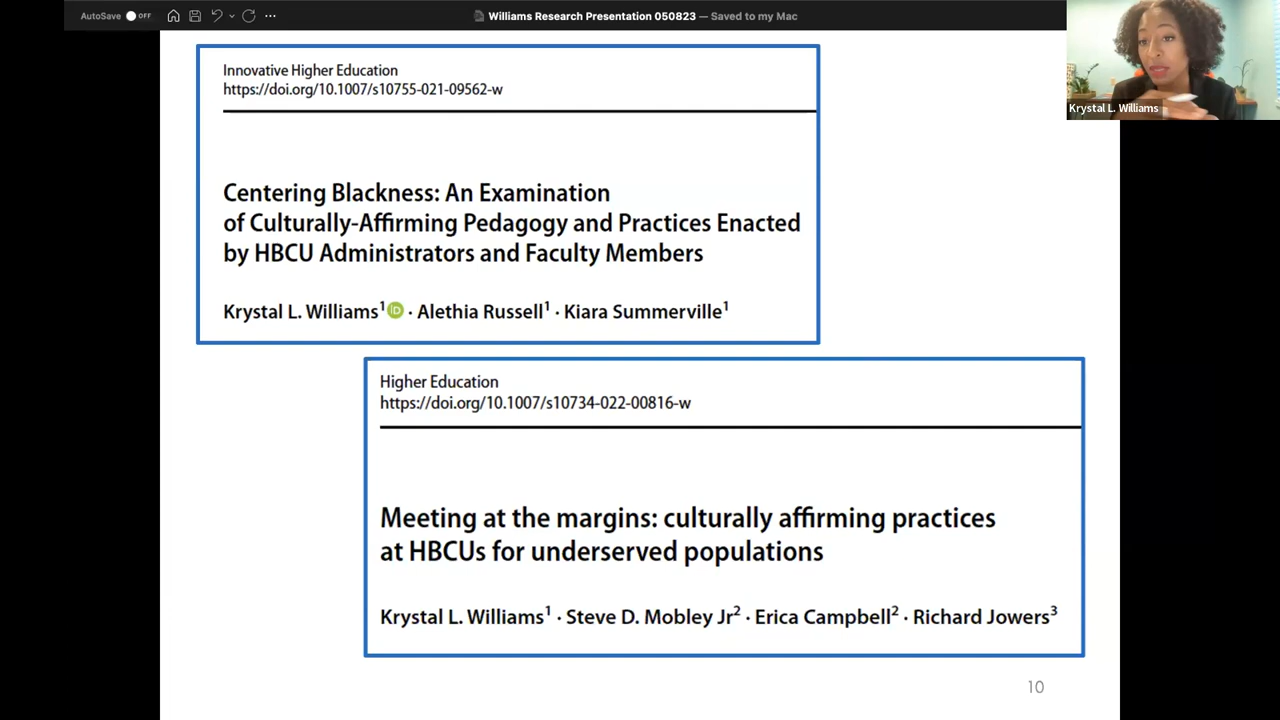 AutoSave OFF
Williams Research Presentation 050823 — Saved to my Mac
Krystal L. Williams
Innovative Higher Education
https://doi.org/10.1007/s10755-021-09562-w
Centering Blackness: An Examination
of Culturally-Affirming Pedagogy and Practices Enacted
by HBCU Administrators and Faculty Members
Krystal L. Williams¹ iD · Alethia Russell¹ · Kiara Summerville¹
Higher Education
https://doi.org/10.1007/s10734-022-00816-w
Meeting at the margins: culturally affirming practices
at HBCUs for underserved populations
Krystal L. Williams¹ · Steve D. Mobley Jr² · Erica Campbell² · Richard Jowers³
10